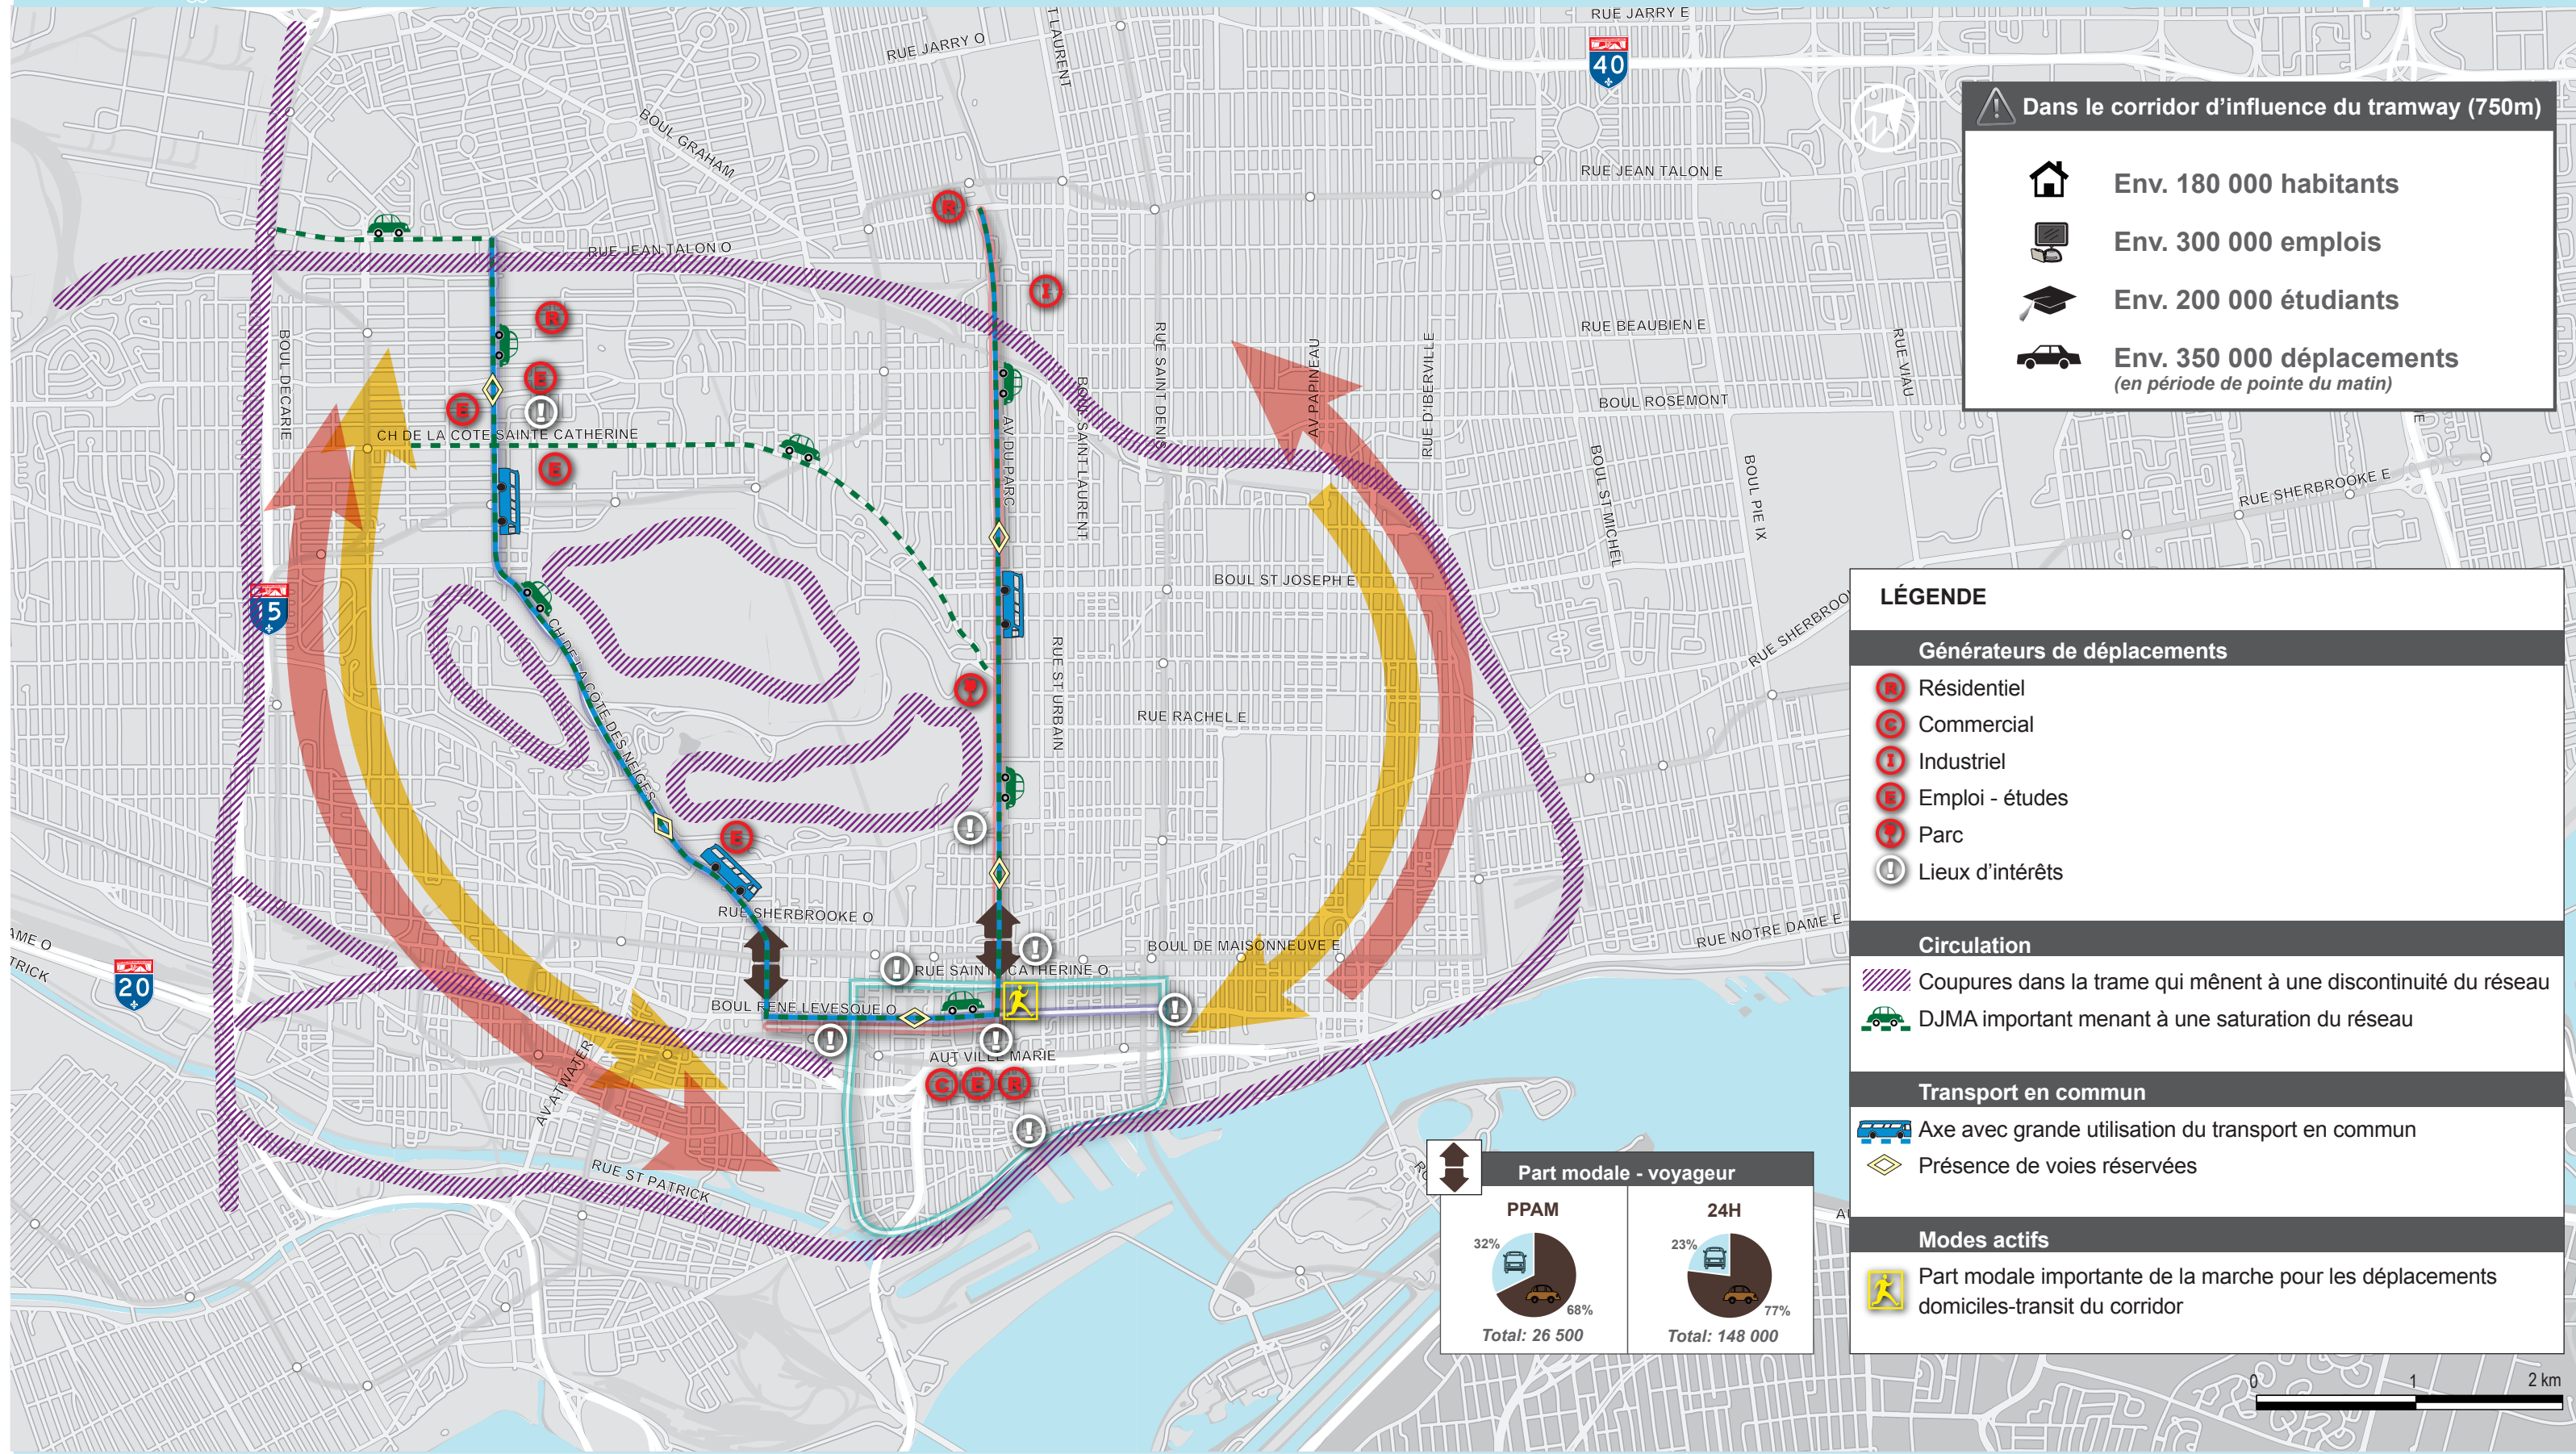 RUE JARRY E
RUE JARRY O
T LAURENT
40
BOUL GRAHAM
RUE JEAN TALON E
RUE JEAN TALON O
Dans le corridor d'influence du tramway (750m)
Env. 180 000 habitants
Env. 300 000 emplois
Env. 200 000 étudiants
Env. 350 000 déplacements
(en période de pointe du matin)
R
I
R
E
E
!
E
BOUL DECARIE
RUE SAINT DENIS
AV PAPINEAU
RUE D'IBERVILLE
RUE BEAUBIEN E
RUE VIAU
BOUL ROSEMONT
BOUL SAINT LAURENT
AV DU PARC
CH DE LA COTE SAINTE CATHERINE
BOUL ST MICHEL
BOUL PIE IX
RUE SHERBROOKE E
BOUL ST JOSEPH E
15
CH DE LA COTE DES NEIGES
RUE ST URBAIN
RUE RACHEL E
RUE SHERBROO
E
!
RUE SHERBROOKE O
BOUL DE MAISONNEUVE E
RUE NOTRE DAME E
RUE SAINT CATHERINE O
!
!
AME O
TRICK
20
BOUL RENE LEVESQUE O
!
!
!
AUT VILLE MARIE
C E R
AV ATWATER
!
RUE ST PATRICK
LÉGENDE
Générateurs de déplacements
R Résidentiel
C Commercial
I Industriel
E Emploi - études
Parc
! Lieux d'intérêts
Circulation
Coupures dans la trame qui mênent à une discontinuité du réseau
DJMA important menant à une saturation du réseau
Transport en commun
Axe avec grande utilisation du transport en commun
Présence de voies réservées
Modes actifs
Part modale importante de la marche pour les déplacements
domiciles-transit du corridor
Part modale - voyageur
PPAM
32%
68%
Total: 26 500
24H
23%
77%
Total: 148 000
0 1 2 km